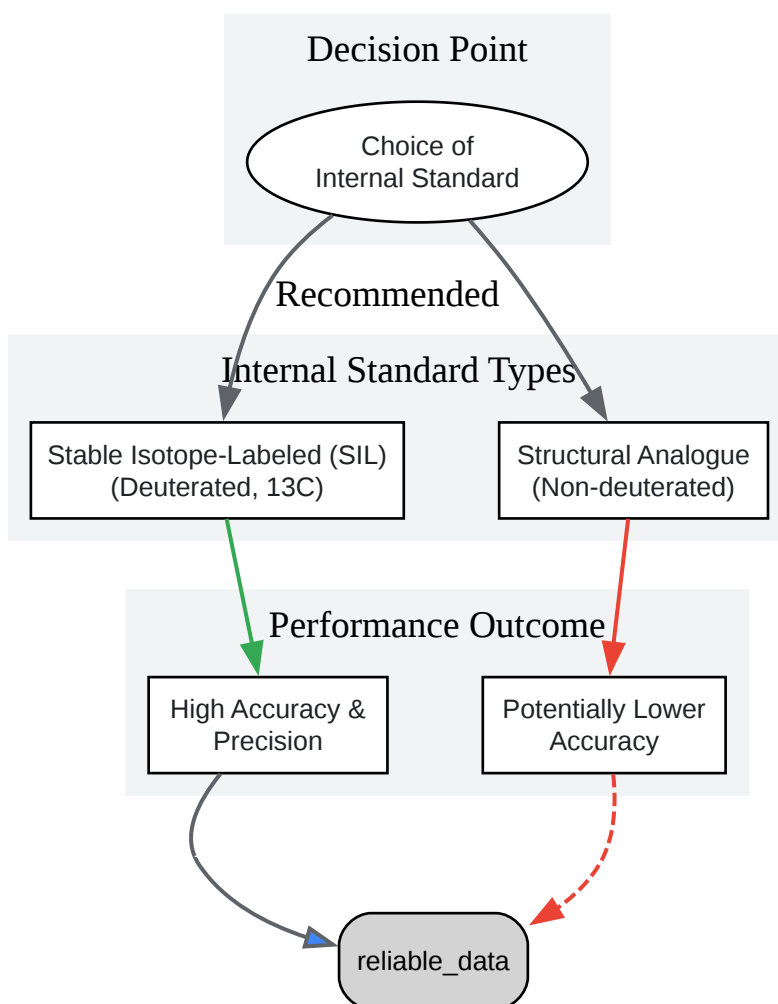 Decision Point
Choice of
Internal Standard
Recommended
Internal Standard Types
Stable Isotope-Labeled (SIL)
(Deuterated, 13C)
Structural Analogue
(Non-deuterated)
Performance Outcome
High Accuracy &
Precision
Potentially Lower
Accuracy
reliable_data